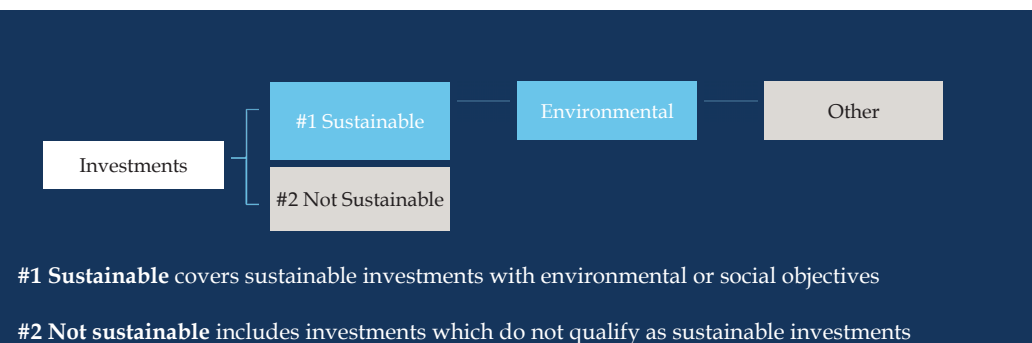 #1 Sustainable
Environmental
Other
Investments
#2 Not Sustainable
#1 Sustainable covers sustainable investments with environmental or social objectives
#2 Not sustainable includes investments which do not qualify as sustainable investments